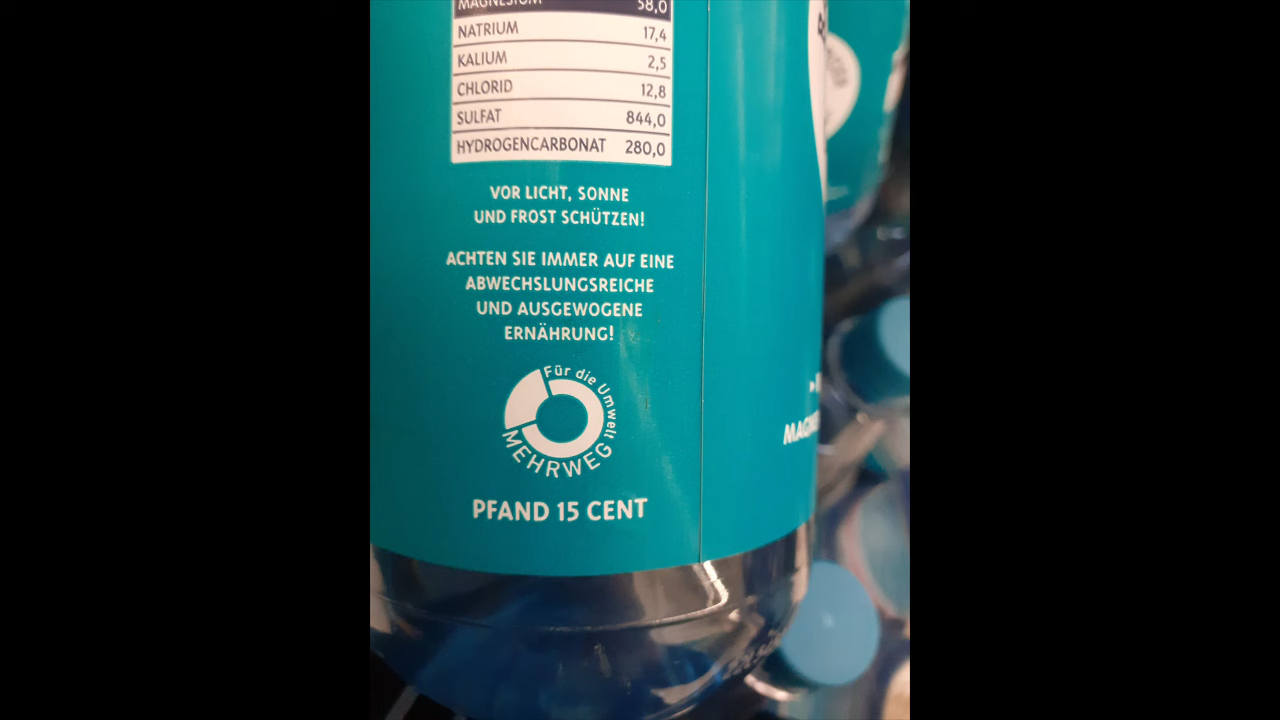 MAGNESIUM 58,0
NATRIUM 17,4
KALIUM 2,5
CHLORID 12,8
SULFAT 844,0
HYDROGENCARBONAT 280,0
VOR LICHT, SONNE
UND FROST SCHÜTZEN!
ACHTEN SIE IMMER AUF EINE
ABWECHSLUNGSREICHE
UND AUSGEWOGENE
ERNÄHRUNG!
Für die Umwelt
MEHRWEG
PFAND 15 CENT